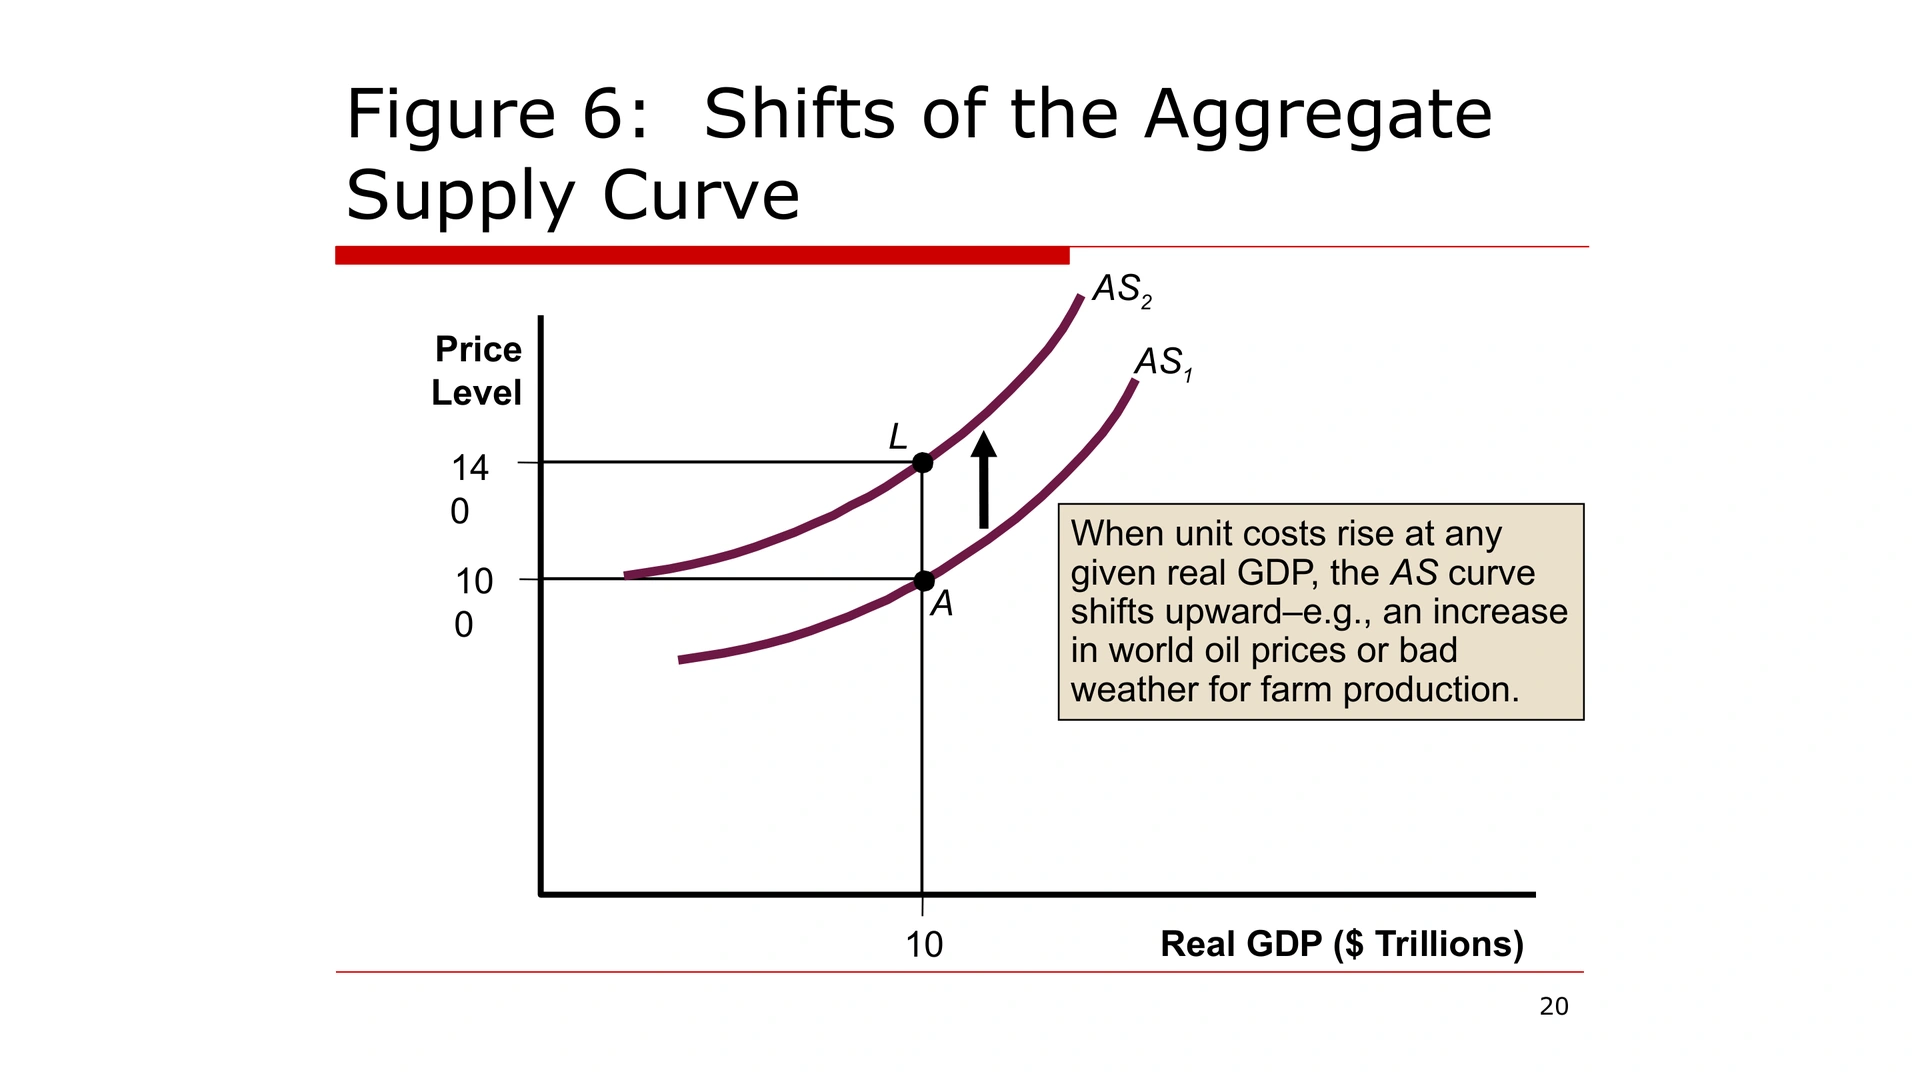 Figure 6:  Shifts of the Aggregate
Supply Curve
AS2
Price
Level
AS1
L
14
0
10
0
A
When unit costs rise at any
given real GDP, the AS curve
shifts upward–e.g., an increase
in world oil prices or bad
weather for farm production.
10
Real GDP ($ Trillions)
20